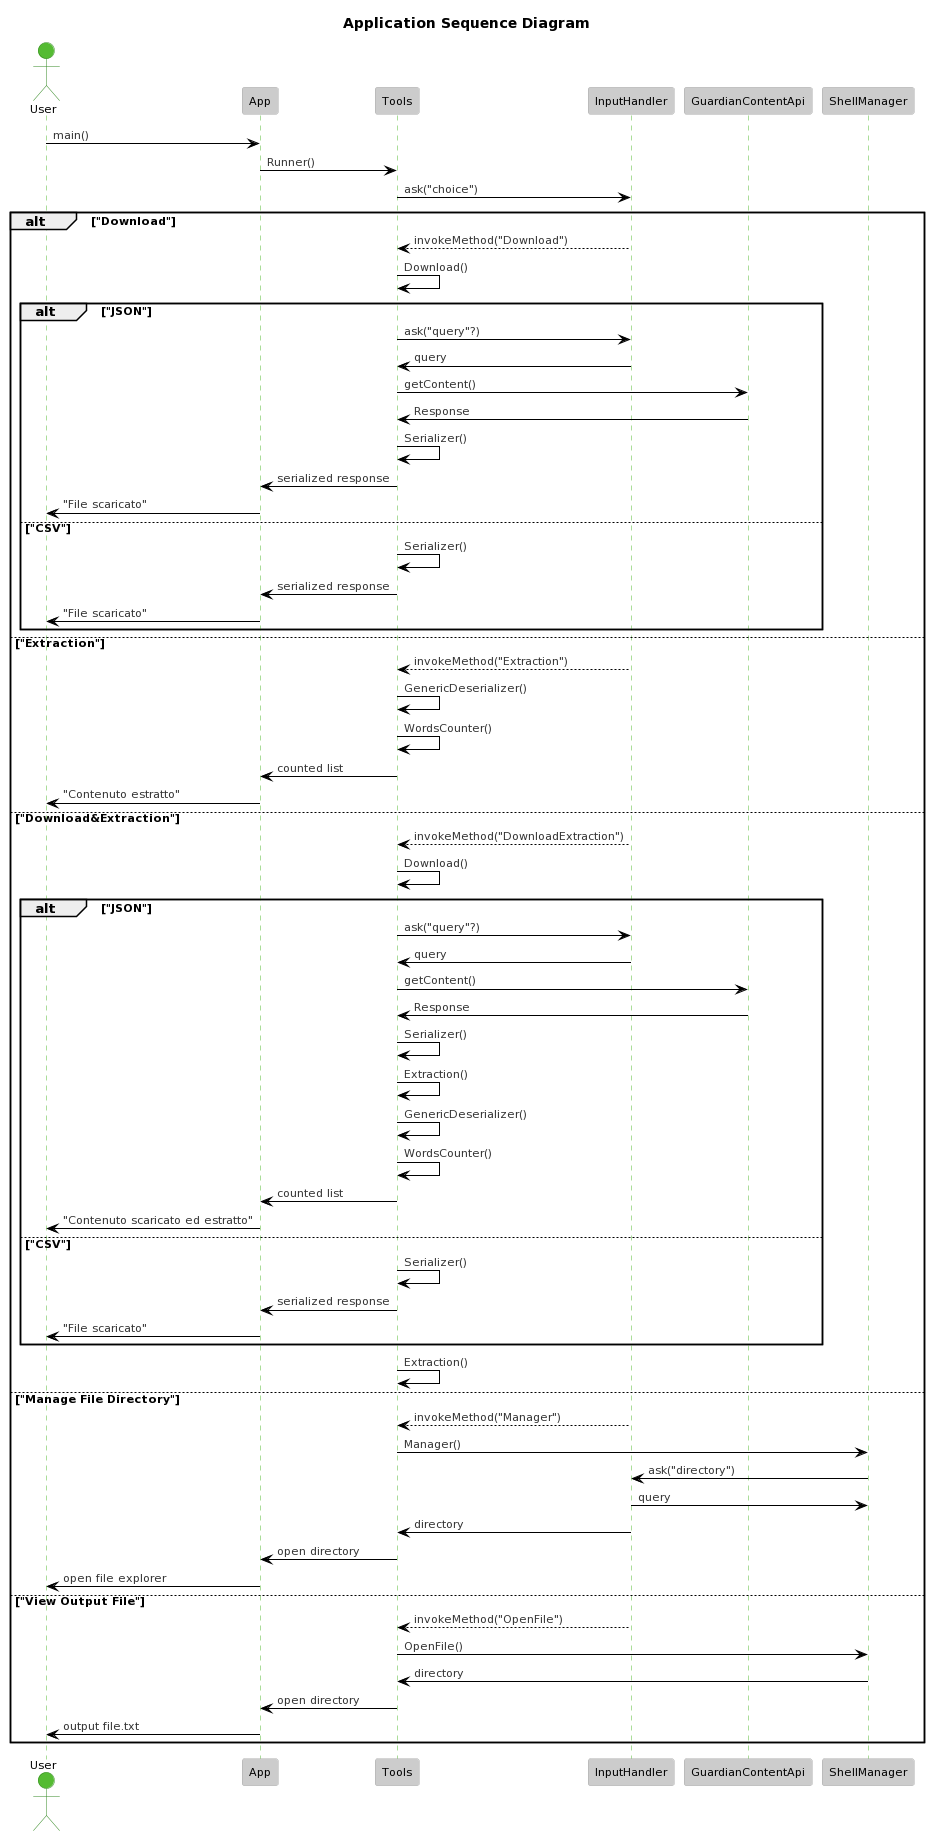 Application Sequence Diagram
User
App
Tools
InputHandler
GuardianContentApi
ShellManager
main()
Runner()
ask("choice")
alt ["Download"]
invokeMethod("Download")
Download()
alt ["JSON"]
ask("query"?)
query
getContent()
Response
Serializer()
serialized response
"File scaricato"
["CSV"]
Serializer()
serialized response
"File scaricato"
["Extraction"]
invokeMethod("Extraction")
GenericDeserializer()
WordsCounter()
counted list
"Contenuto estratto"
["Download&Extraction"]
invokeMethod("DownloadExtraction")
Download()
alt ["JSON"]
ask("query"?)
query
getContent()
Response
Serializer()
Extraction()
GenericDeserializer()
WordsCounter()
counted list
"Contenuto scaricato ed estratto"
["CSV"]
Serializer()
serialized response
"File scaricato"
Extraction()
["Manage File Directory"]
invokeMethod("Manager")
Manager()
ask("directory")
query
directory
open directory
open file explorer
["View Output File"]
invokeMethod("OpenFile")
OpenFile()
directory
open directory
output file.txt
User
App
Tools
InputHandler
GuardianContentApi
ShellManager